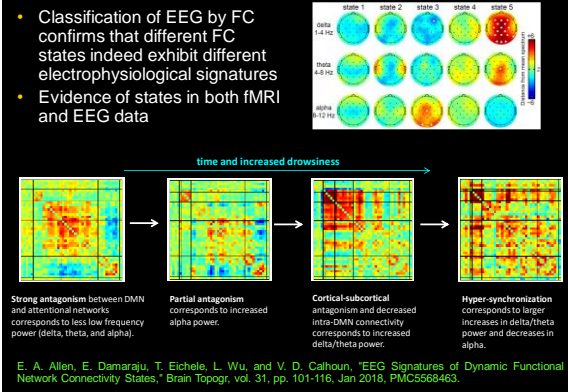 • Classification of EEG by FC
confirms that different FC
states indeed exhibit different
electrophysiological signatures
• Evidence of states in both fMRI
and EEG data
state 1 state 2 state 3 state 4 state 5
delta
1-4 Hz
theta
4-8 Hz
alpha
8-12 Hz
Distance from mean spectrum
time and increased drowsiness
Strong antagonism between DMN
and attentional networks
corresponds to less low frequency
power (delta, theta, and alpha).
Partial antagonism
corresponds to increased
alpha power.
Cortical-subcortical
antagonism and decreased
intra-DMN connectivity
corresponds to increased
delta/theta power.
Hyper-synchronization
corresponds to larger
increases in delta/theta
power and decreases in
alpha.
E. A. Allen, E. Damaraju, T. Eichele, L. Wu, and V. D. Calhoun, "EEG Signatures of Dynamic Functional
Network Connectivity States," Brain Topogr, vol. 31, pp. 101-116, Jan 2018, PMC5568463.